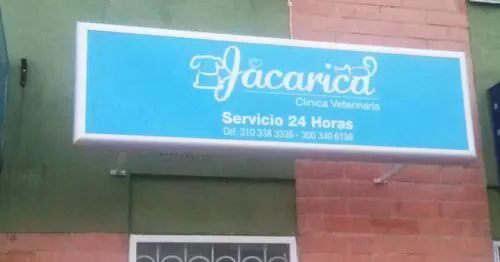 Jacarica
Clínica Veterinaria
Servicio 24 Horas
Cel. 310 338 3336 - 300 340 6136